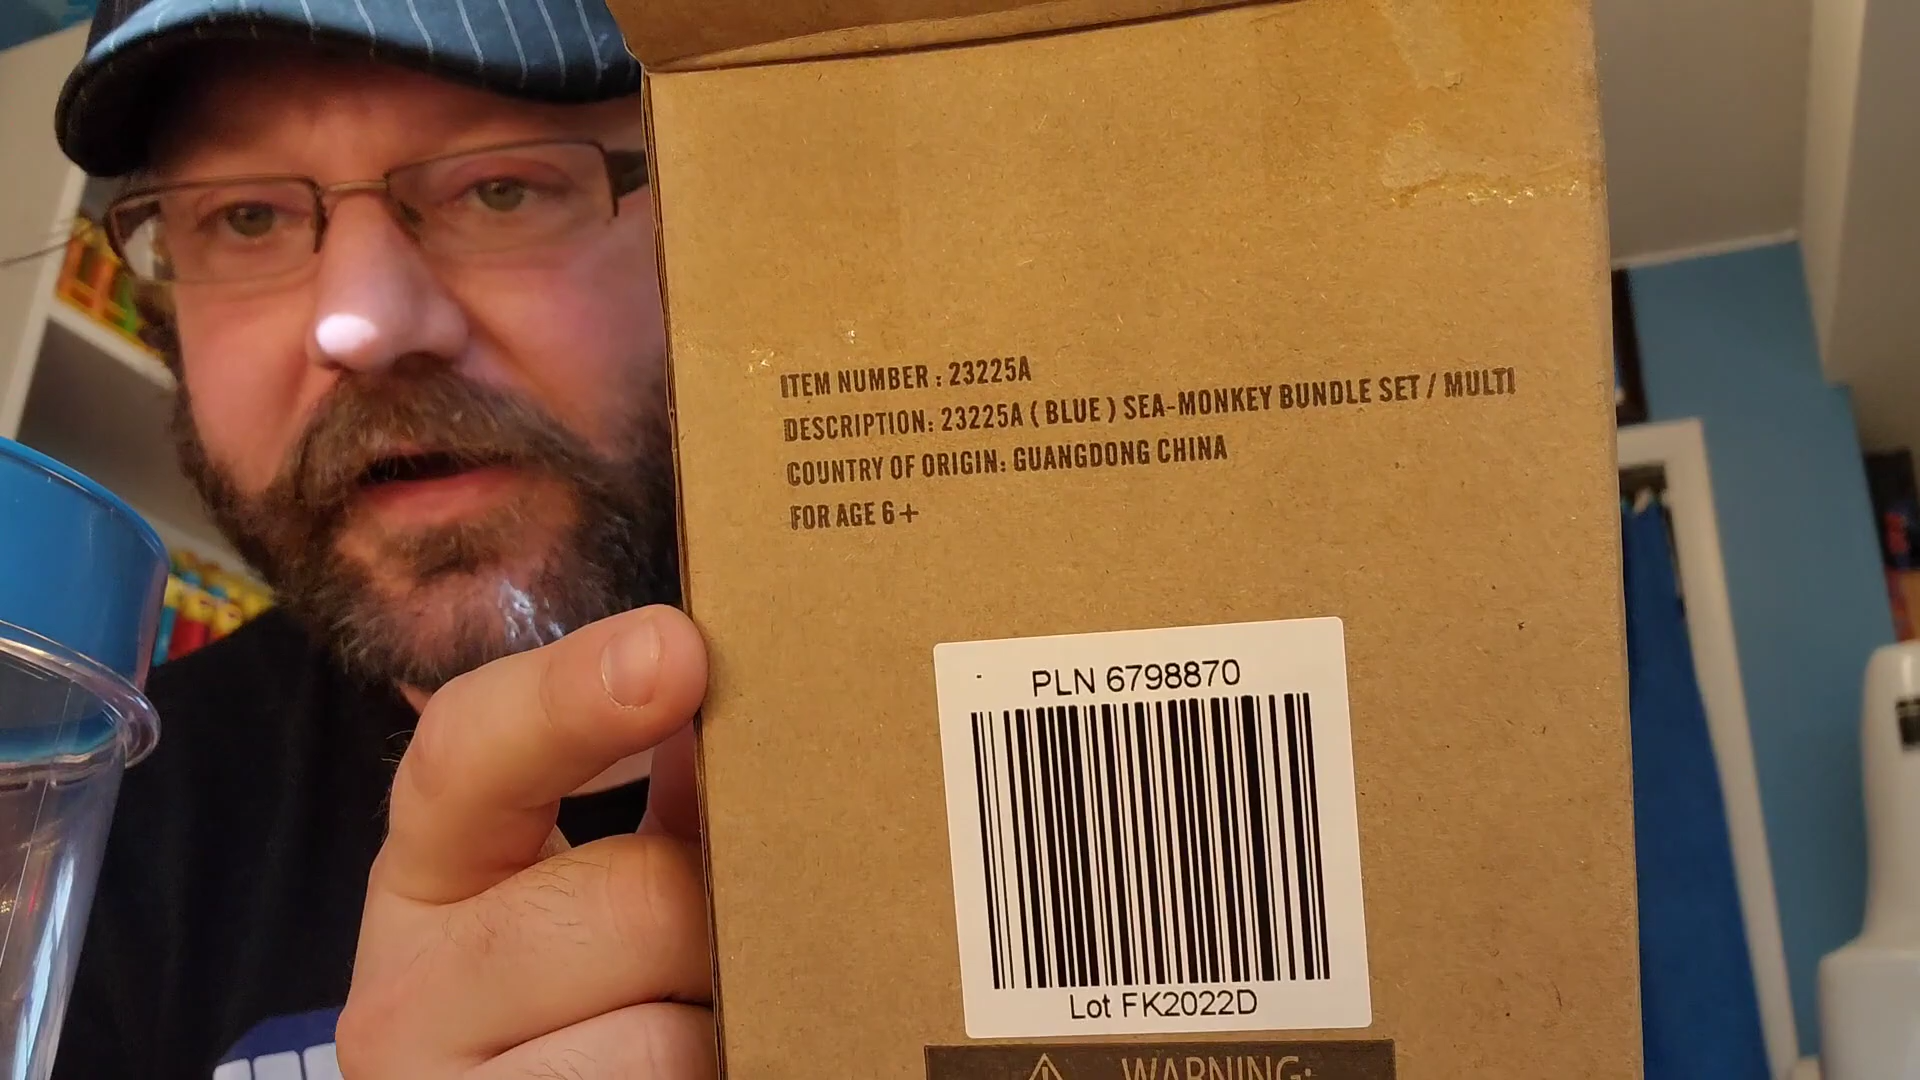 ITEM NUMBER : 23225A
DESCRIPTION: 23225A ( BLUE ) SEA-MONKEY BUNDLE SET / MULTI
COUNTRY OF ORIGIN: GUANGDONG CHINA
FOR AGE 6+
PLN 6798870
Lot FK2022D
WARNING: